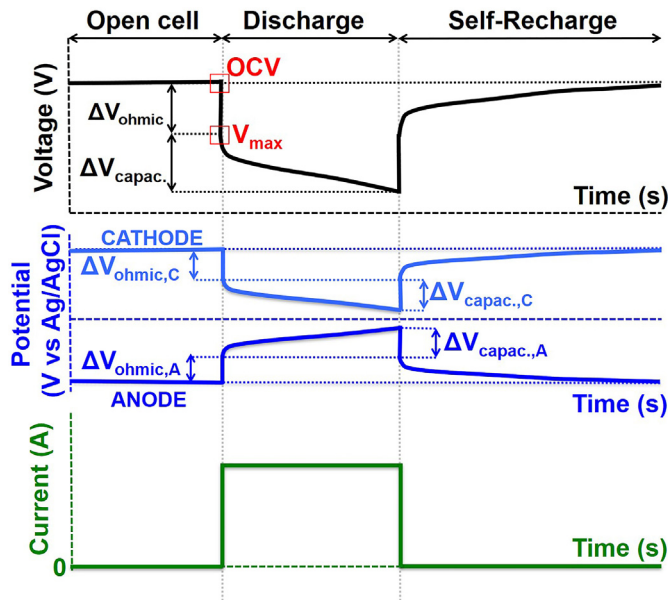 Open cell Discharge Self-Recharge
OCV
ΔVohmic
Vmax
ΔVcapac.
Voltage (V)
Time (s)
CATHODE
ΔVohmic,C
ΔVcapac.,C
Potential
(V vs Ag/AgCl)
ΔVohmic,A
ΔVcapac.,A
ANODE
Time (s)
Current (A)
0
Time (s)